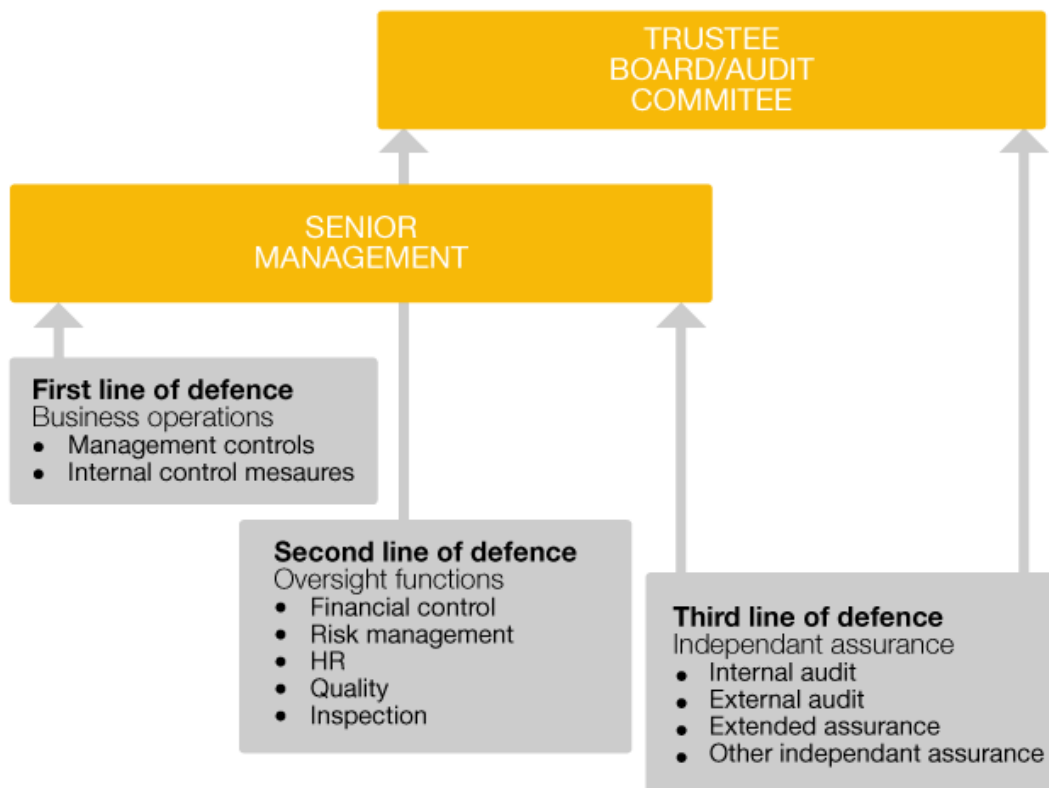 TRUSTEE
BOARD/AUDIT
COMMITEE
SENIOR
MANAGEMENT
First line of defence
Business operations
• Management controls
• Internal control mesaures
Second line of defence
Oversight functions
• Financial control
• Risk management
• HR
• Quality
• Inspection
Third line of defence
Independant assurance
• Internal audit
• External audit
• Extended assurance
• Other independant assurance